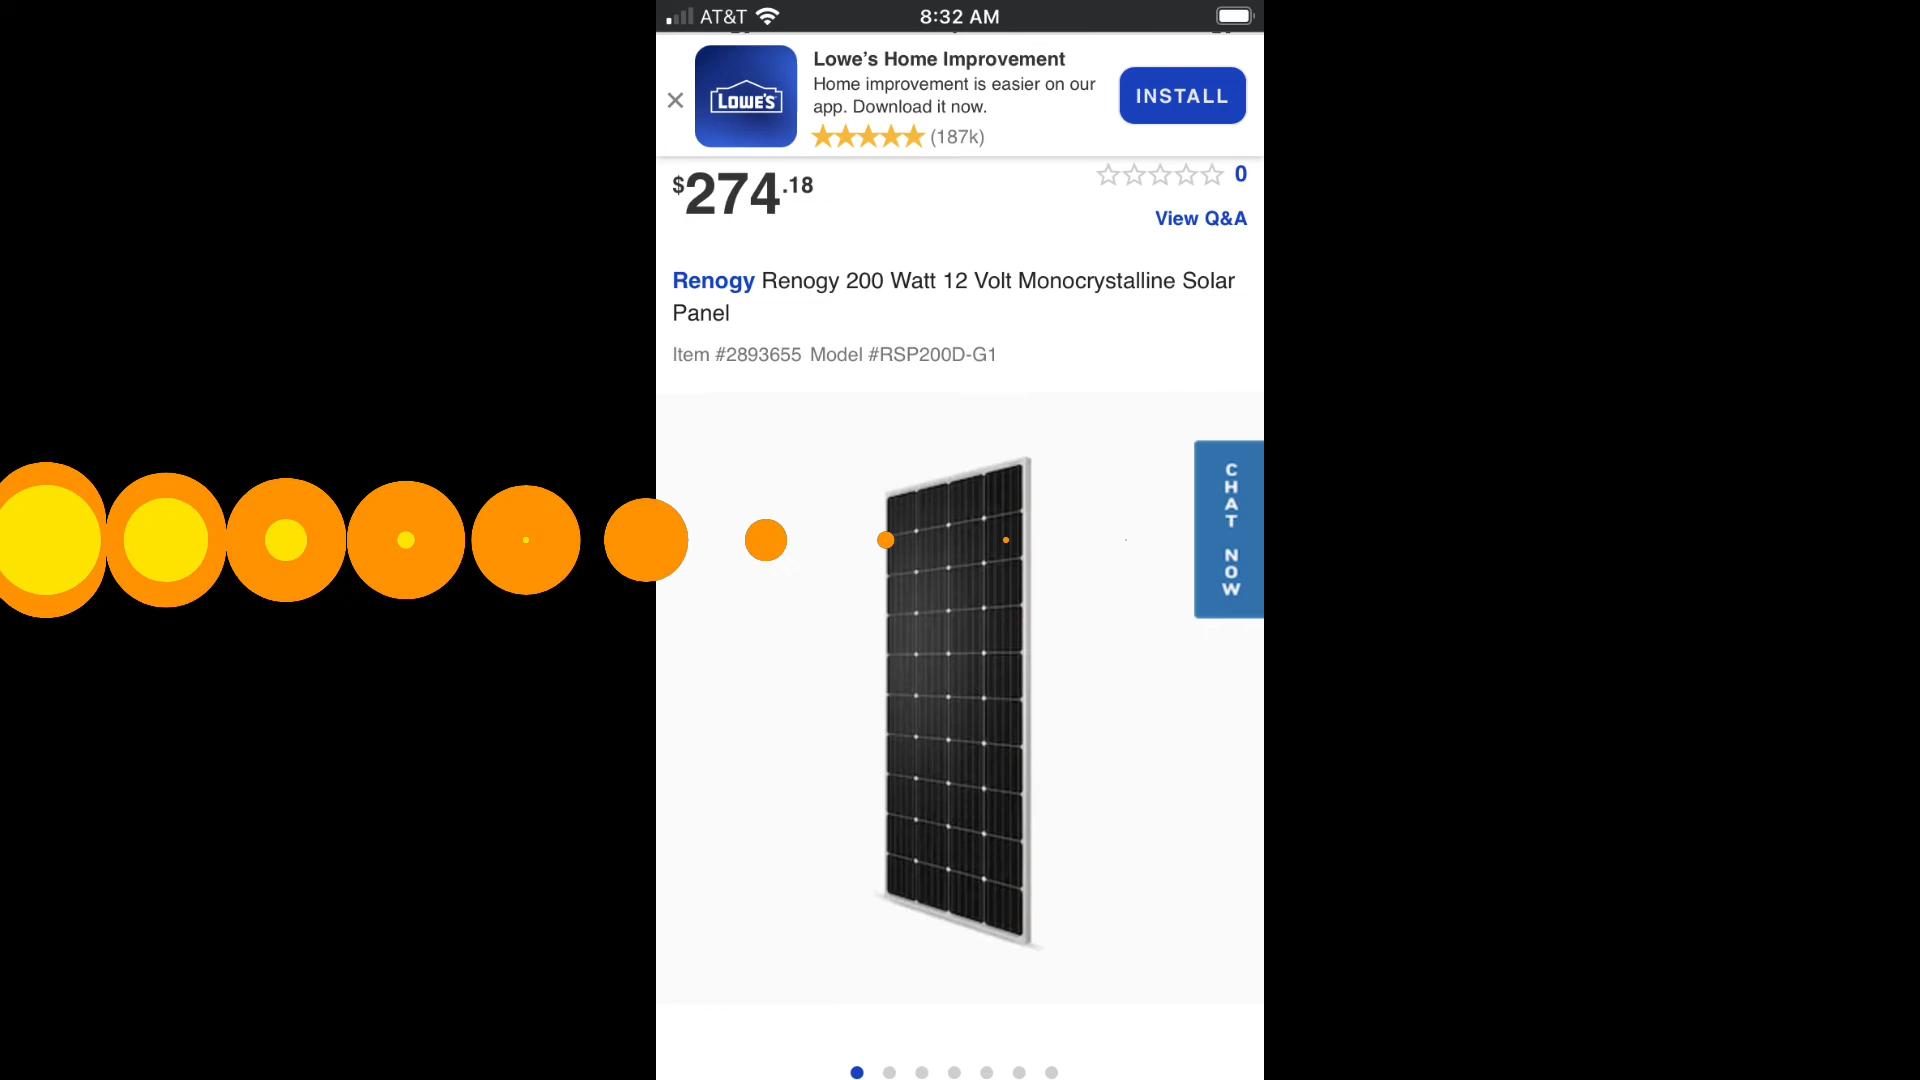 AT&T 8:32 AM
Lowe’s Home Improvement
Home improvement is easier on our
app. Download it now.
(187k)
LOWE'S
INSTALL
$274.18
0
View Q&A
Renogy Renogy 200 Watt 12 Volt Monocrystalline Solar
Panel
Item #2893655 Model #RSP200D-G1
CHAT NOW